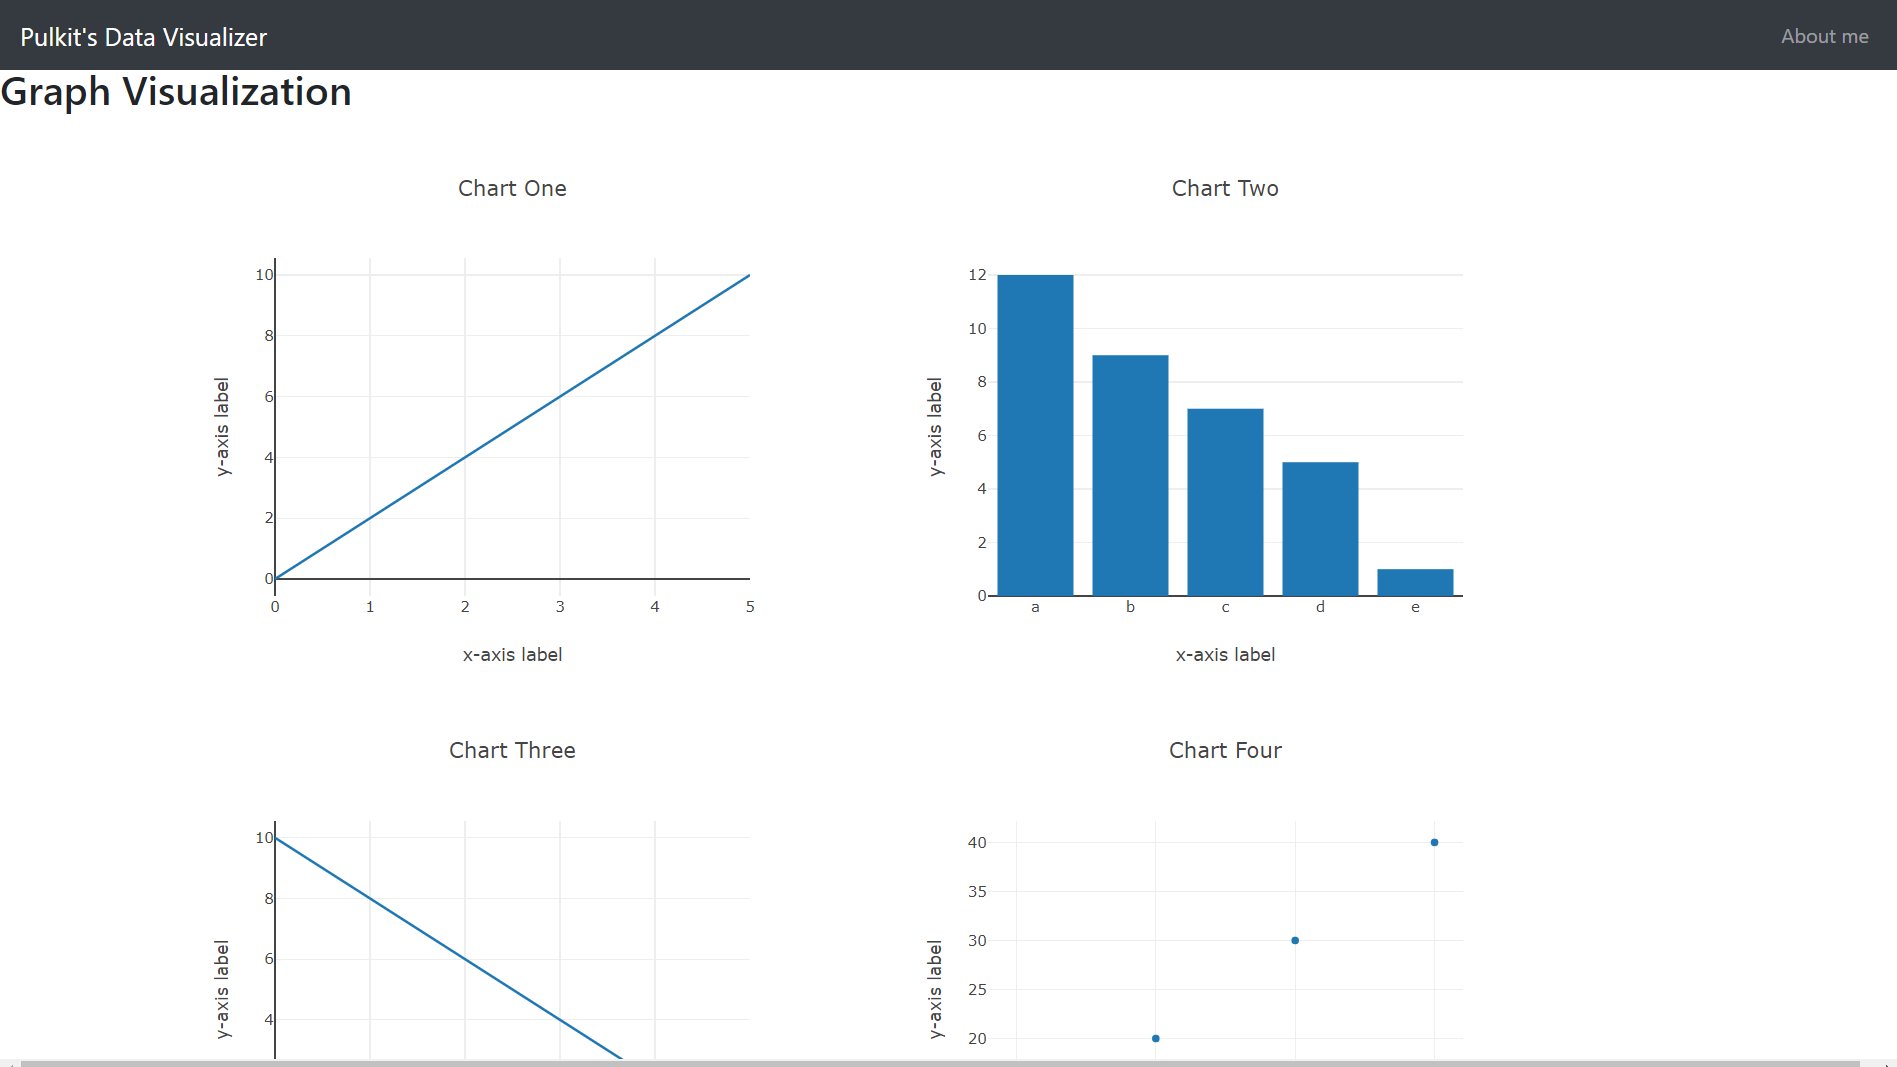 Pulkit's Data Visualizer
About me
Graph Visualization
Chart One
10
8
6
4
2
0
0 1 2 3 4 5
y-axis label
x-axis label
Chart Two
12
10
8
6
4
2
0
a b c d e
y-axis label
x-axis label
Chart Three
10
8
6
4
y-axis label
Chart Four
40
35
30
25
20
y-axis label